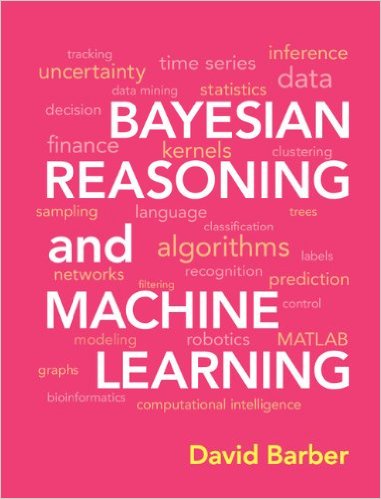 tracking
time series
inference
uncertainty
data
data mining
statistics
decision
BAYESIAN
finance
kernels
clustering
REASONING
sampling
language
trees
classification
and
algorithms
labels
recognition
networks
prediction
filtering
MACHINE
control
modeling
robotics
MATLAB
graphs
LEARNING
bioinformatics
computational intelligence
David Barber